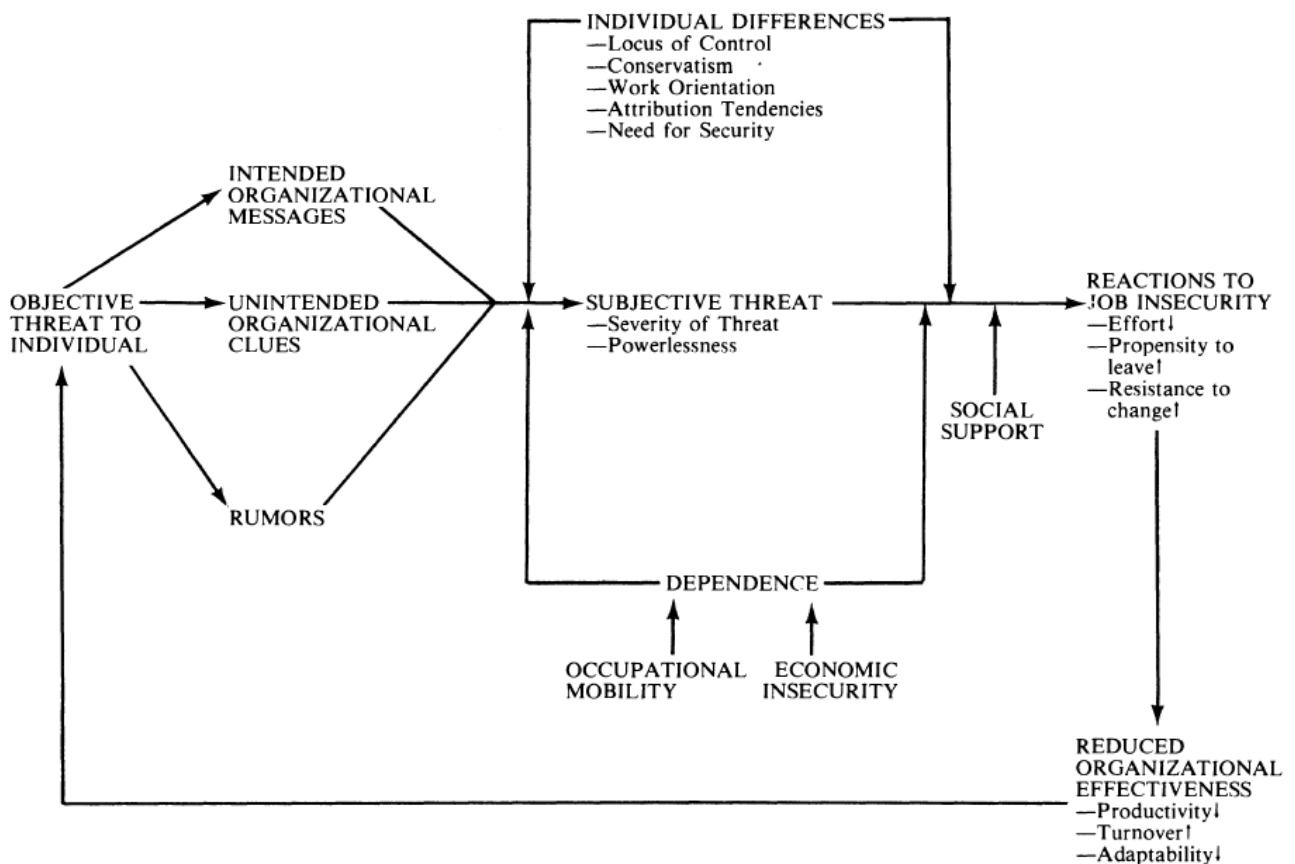 INDIVIDUAL DIFFERENCES
—Locus of Control
—Conservatism
—Work Orientation
—Attribution Tendencies
—Need for Security
INTENDED
ORGANIZATIONAL
MESSAGES
OBJECTIVE
THREAT TO
INDIVIDUAL
UNINTENDED
ORGANIZATIONAL
CLUES
RUMORS
SUBJECTIVE THREAT
—Severity of Threat
—Powerlessness
REACTIONS TO
JOB INSECURITY
—Effort↓
—Propensity to
leave↑
—Resistance to
change↑
SOCIAL
SUPPORT
DEPENDENCE
OCCUPATIONAL
MOBILITY
ECONOMIC
INSECURITY
REDUCED
ORGANIZATIONAL
EFFECTIVENESS
—Productivity↓
—Turnover↑
—Adaptability↓